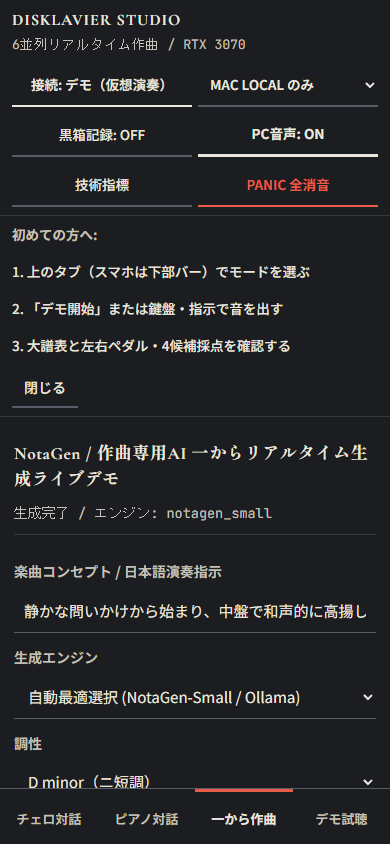 DISKLAVIER STUDIO
6並列リアルタイム作曲 / RTX 3070
接続: デモ（仮想演奏）
MAC LOCAL のみ
黒箱記録: OFF
PC音声: ON
技術指標
PANIC 全消音
初めての方へ:
1. 上のタブ（スマホは下部バー）でモードを選ぶ
2. 「デモ開始」または鍵盤・指示で音を出す
3. 大譜表と左右ペダル・4候補採点を確認する
閉じる
NotaGen / 作曲専用AI 一からリアルタイム生
成ライブデモ
生成完了 / エンジン: notagen_small
楽曲コンセプト / 日本語演奏指示
静かな問いかけから始まり、中盤で和声的に高揚し
生成エンジン
自動最適選択 (NotaGen-Small / Ollama)
調性
D minor（ニ短調）
チェロ対話
ピアノ対話
一から作曲
デモ試聴